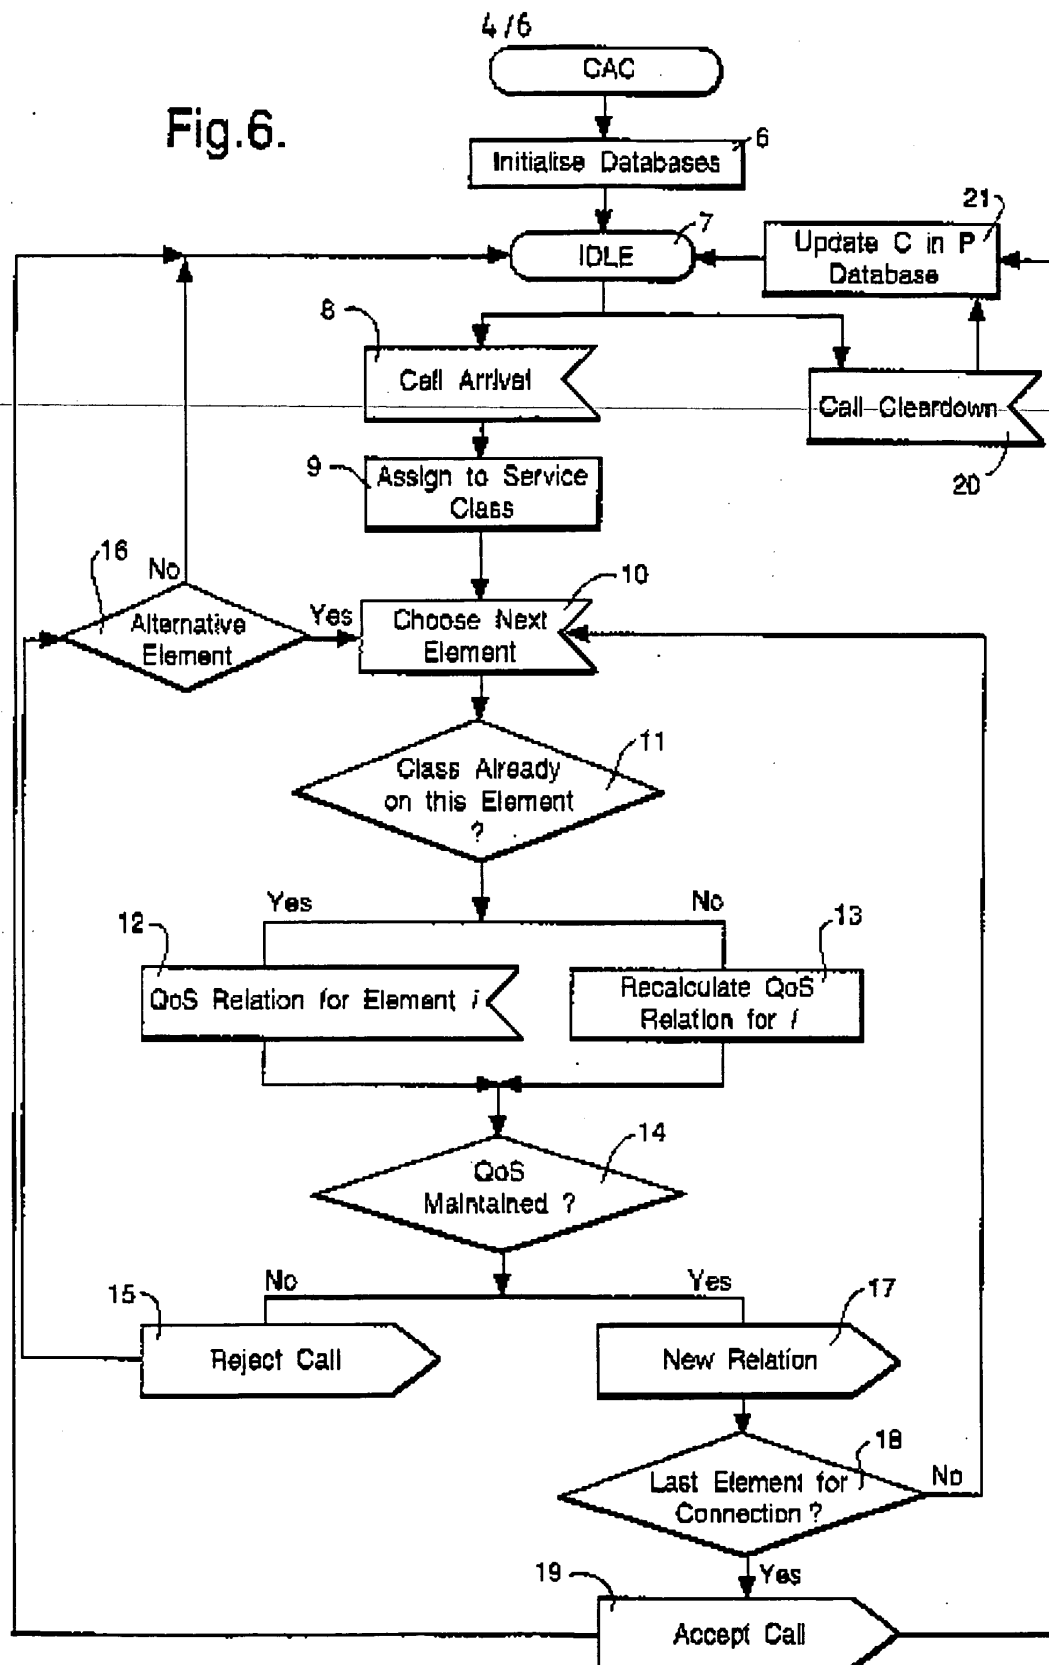 4/6
CAC
Fig.6.
6
Initialise Databases
7
IDLE
21
Update C in P
Database
8
Call Arrival
Call Cleardown
20
9
Assign to Service
Class
16
No
Alternative
Element
Yes
10
Choose Next
Element
11
Class Already
on this Element
?
Yes
No
12
QoS Relation for Element i
13
Recalculate QoS
Relation for i
14
QoS
Maintained ?
No
Yes
15
Reject Call
17
New Relation
18
Last Element for
Connection ?
No
Yes
19
Accept Call